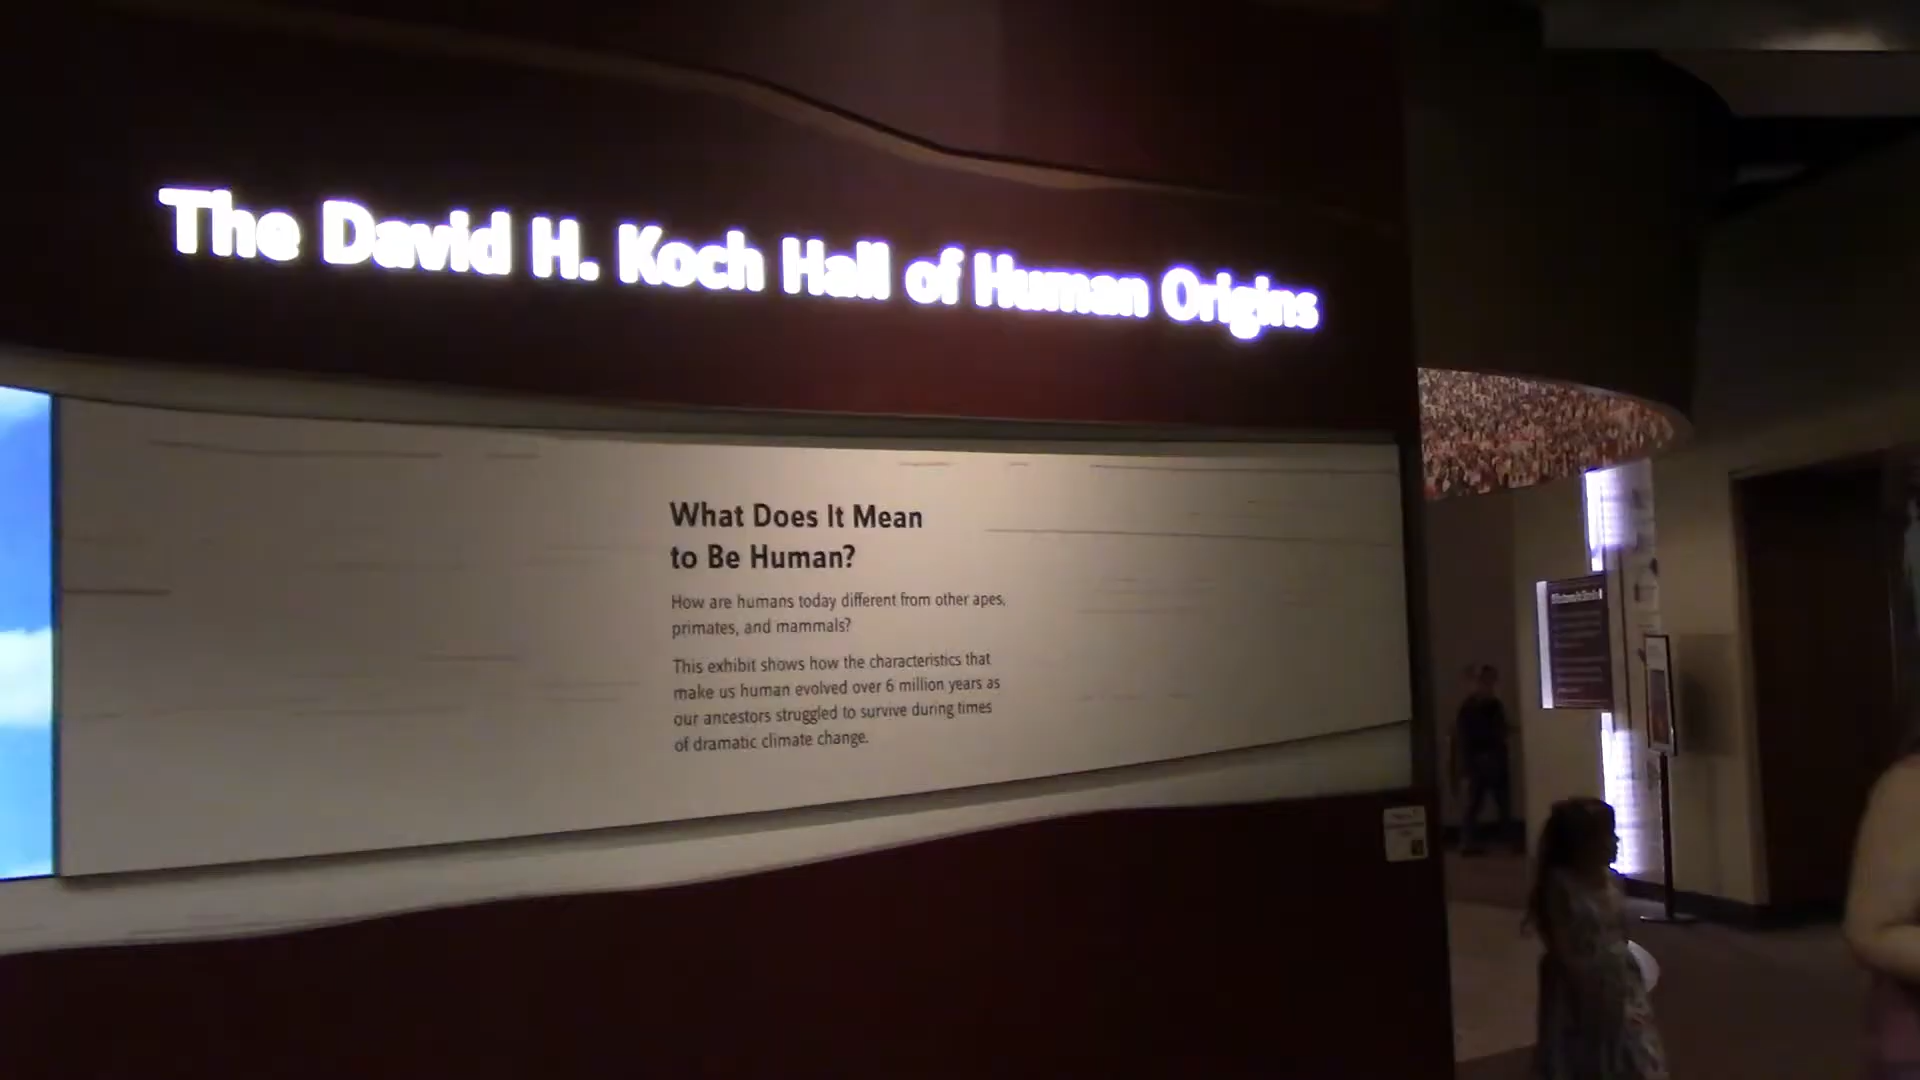 The David H. Koch Hall of Human Origins
What Does It Mean
to Be Human?
How are humans today different from other apes,
primates, and mammals?
This exhibit shows how the characteristics that
make us human evolved over 6 million years as
our ancestors struggled to survive during times
of dramatic climate change.